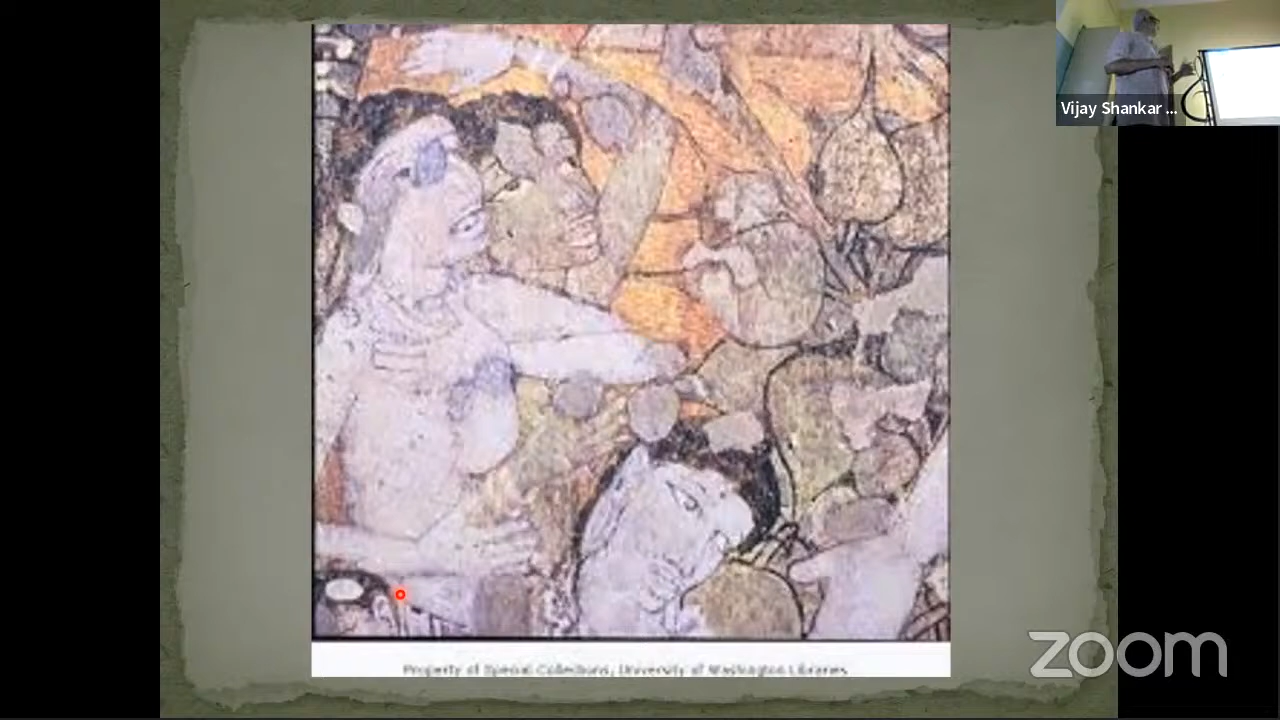 Vijay Shankar ...
Property of Special Collections, University of Washington Libraries
zoom